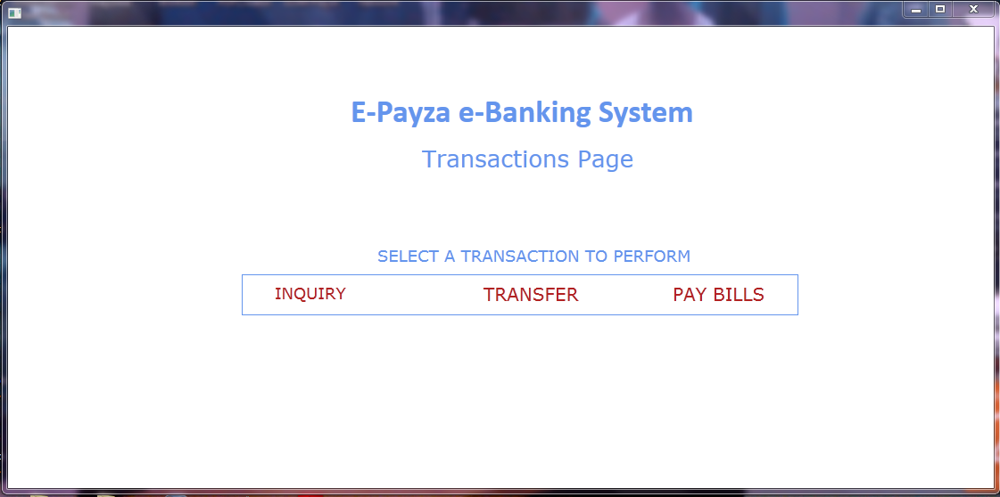 E-Payza e-Banking System
Transactions Page
SELECT A TRANSACTION TO PERFORM
INQUIRY TRANSFER PAY BILLS